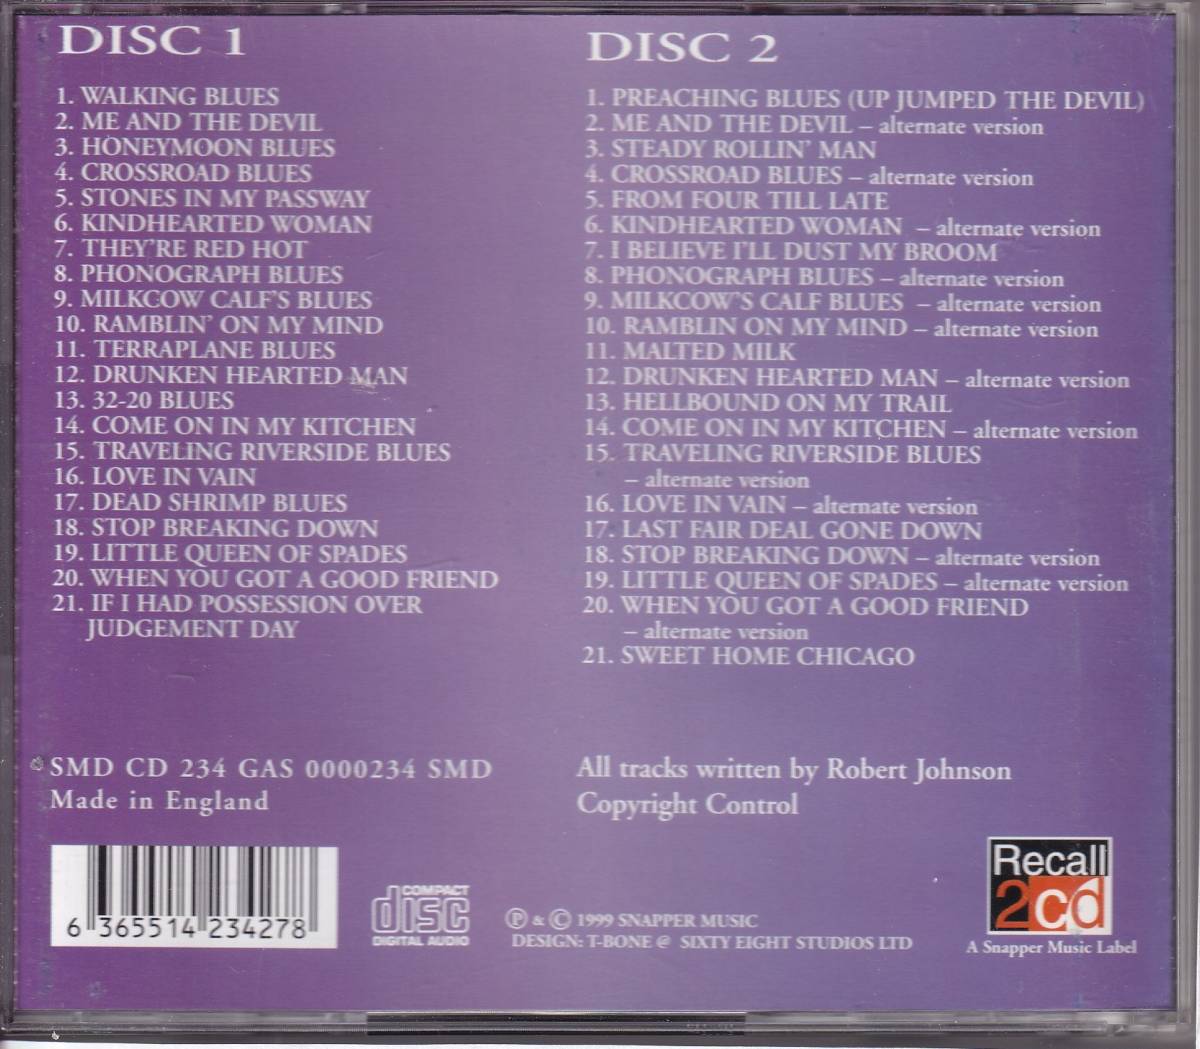 DISC 1
1. WALKING BLUES
2. ME AND THE DEVIL
3. HONEYMOON BLUES
4. CROSSROAD BLUES
5. STONES IN MY PASSWAY
6. KINDHEARTED WOMAN
7. THEY'RE RED HOT
8. PHONOGRAPH BLUES
9. MILKCOW CALF'S BLUES
10. RAMBLIN' ON MY MIND
11. TERRAPLANE BLUES
12. DRUNKEN HEARTED MAN
13. 32-20 BLUES
14. COME ON IN MY KITCHEN
15. TRAVELING RIVERSIDE BLUES
16. LOVE IN VAIN
17. DEAD SHRIMP BLUES
18. STOP BREAKING DOWN
19. LITTLE QUEEN OF SPADES
20. WHEN YOU GOT A GOOD FRIEND
21. IF I HAD POSSESSION OVER
JUDGEMENT DAY
DISC 2
1. PREACHING BLUES (UP JUMPED THE DEVIL)
2. ME AND THE DEVIL – alternate version
3. STEADY ROLLIN' MAN
4. CROSSROAD BLUES – alternate version
5. FROM FOUR TILL LATE
6. KINDHEARTED WOMAN – alternate version
7. I BELIEVE I'LL DUST MY BROOM
8. PHONOGRAPH BLUES – alternate version
9. MILKCOW'S CALF BLUES – alternate version
10. RAMBLIN ON MY MIND – alternate version
11. MALTED MILK
12. DRUNKEN HEARTED MAN – alternate version
13. HELLBOUND ON MY TRAIL
14. COME ON IN MY KITCHEN – alternate version
15. TRAVELING RIVERSIDE BLUES
– alternate version
16. LOVE IN VAIN – alternate version
17. LAST FAIR DEAL GONE DOWN
18. STOP BREAKING DOWN – alternate version
19. LITTLE QUEEN OF SPADES – alternate version
20. WHEN YOU GOT A GOOD FRIEND
– alternate version
21. SWEET HOME CHICAGO
SMD CD 234 GAS 0000234 SMD
Made in England
All tracks written by Robert Johnson
Copyright Control
6 365514 234278
COMPACT
disc
DIGITAL AUDIO
Ⓟ & © 1999 SNAPPER MUSIC
DESIGN: T-BONE @ SIXTY EIGHT STUDIOS LTD
Recall
2cd
A Snapper Music Label